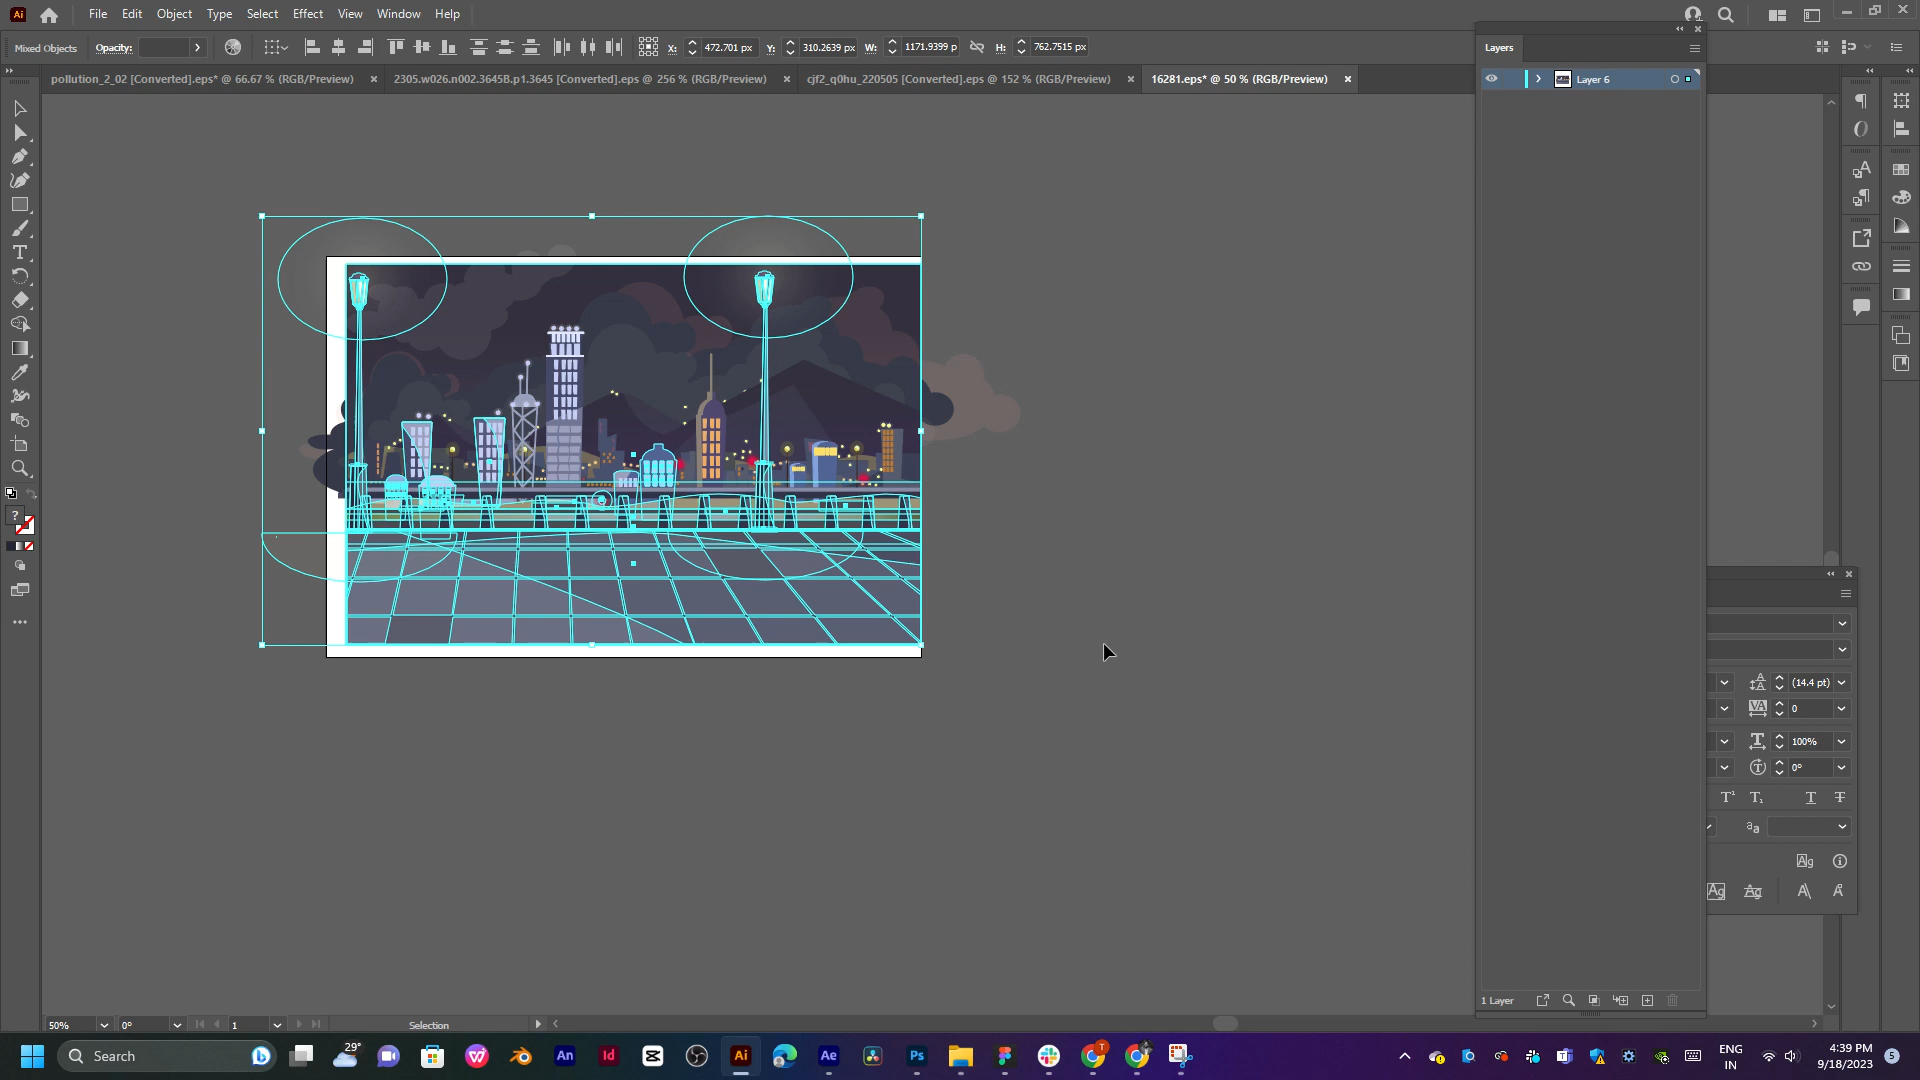 Ai File Edit Object Type Select Effect View Window Help
Mixed Objects Opacity: X: 472.701 px Y: 310.2639 px W: 1171.9399 p H: 762.7515 px
Layers
pollution_2_02 [Converted].eps* @ 66.67 % (RGB/Preview) × 2305.w026.n002.3645B.p1.3645 [Converted].eps @ 256 % (RGB/Preview) × cjf2_q0hu_220505 [Converted].eps @ 152 % (RGB/Preview) × 16281.eps* @ 50 % (RGB/Preview) ×
Layer 6
(14.4 pt)
VA 0
100%
0°
1 Layer
50% 0° 1 Selection
Search 29° An Id Ai Ae Ps T
ENG
IN
4:39 PM
9/18/2023
5